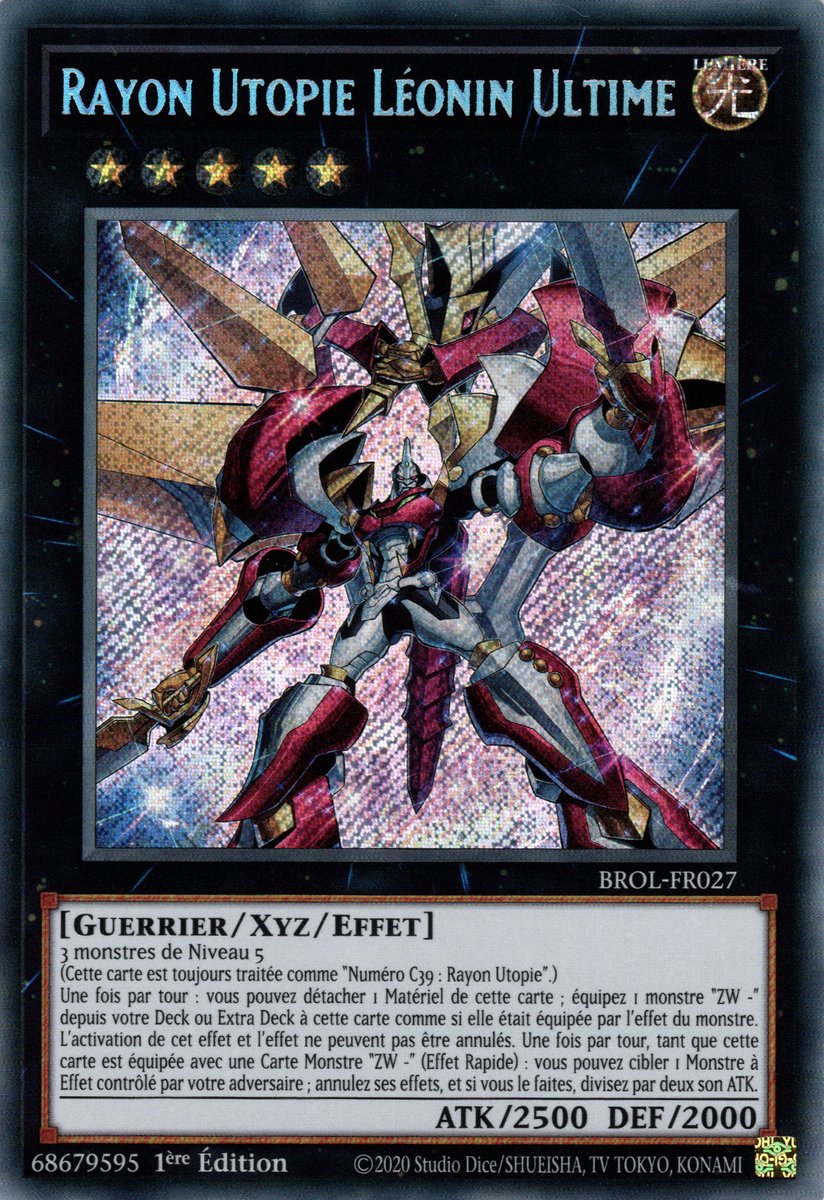 RAYON UTOPIE LÉONIN ULTIME
LUMIÈRE
光
BROL-FR027
[GUERRIER/XYZ/EFFET]
3 monstres de Niveau 5
(Cette carte est toujours traitée comme "Numéro C39 : Rayon Utopie".)
Une fois par tour : vous pouvez détacher 1 Matériel de cette carte ; équipez 1 monstre "ZW -"
depuis votre Deck ou Extra Deck à cette carte comme si elle était équipée par l'effet du monstre.
L'activation de cet effet et l'effet ne peuvent pas être annulés. Une fois par tour, tant que cette
carte est équipée avec une Carte Monstre "ZW -" (Effet Rapide) : vous pouvez cibler 1 Monstre à
Effet contrôlé par votre adversaire ; annulez ses effets, et si vous le faites, divisez par deux son ATK.
ATK/2500 DEF/2000
68679595 1ère Édition ©2020 Studio Dice/SHUEISHA, TV TOKYO, KONAMI